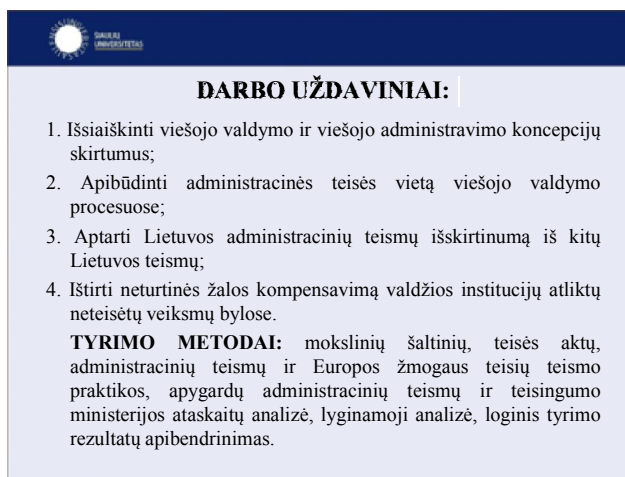 ŠIAULIŲ
UNIVERSITETAS
DARBO UŽDAVINIAI:
1. Išsiaiškinti viešojo valdymo ir viešojo administravimo koncepcijų
skirtumus;
2. Apibūdinti administracinės teisės vietą viešojo valdymo
procesuose;
3. Aptarti Lietuvos administracinių teismų išskirtinumą iš kitų
Lietuvos teismų;
4. Ištirti neturtinės žalos kompensavimą valdžios institucijų atliktų
neteisėtų veiksmų bylose.
TYRIMO METODAI: mokslinių šaltinių, teisės aktų,
administracinių teismų ir Europos žmogaus teisių teismo
praktikos, apygardų administracinių teismų ir teisingumo
ministerijos ataskaitų analizė, lyginamoji analizė, loginis tyrimo
rezultatų apibendrinimas.